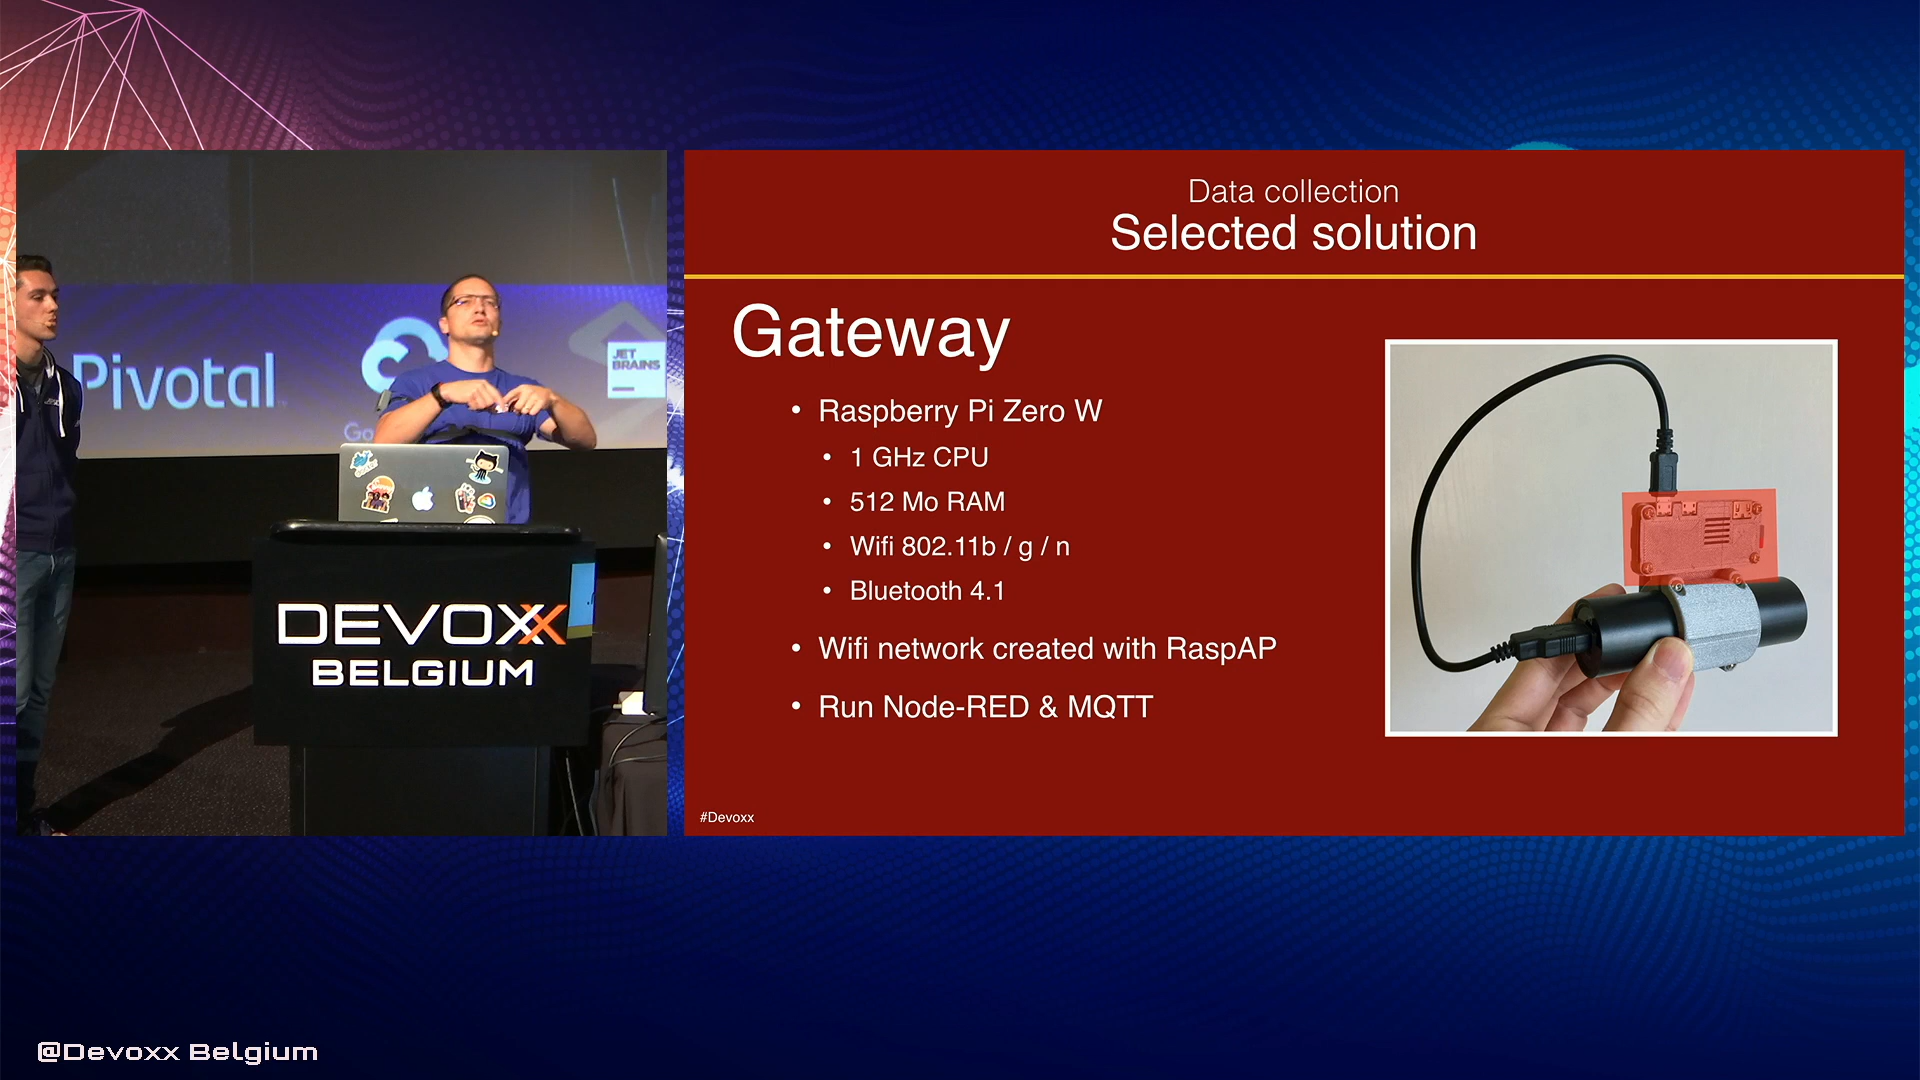 Pivotal
Go
JET
BRAINS
DEVOXX
BELGIUM
Data collection
Selected solution
Gateway
• Raspberry Pi Zero W
• 1 GHz CPU
• 512 Mo RAM
• Wifi 802.11b / g / n
• Bluetooth 4.1
• Wifi network created with RaspAP
• Run Node-RED & MQTT
#Devoxx
@Devoxx Belgium